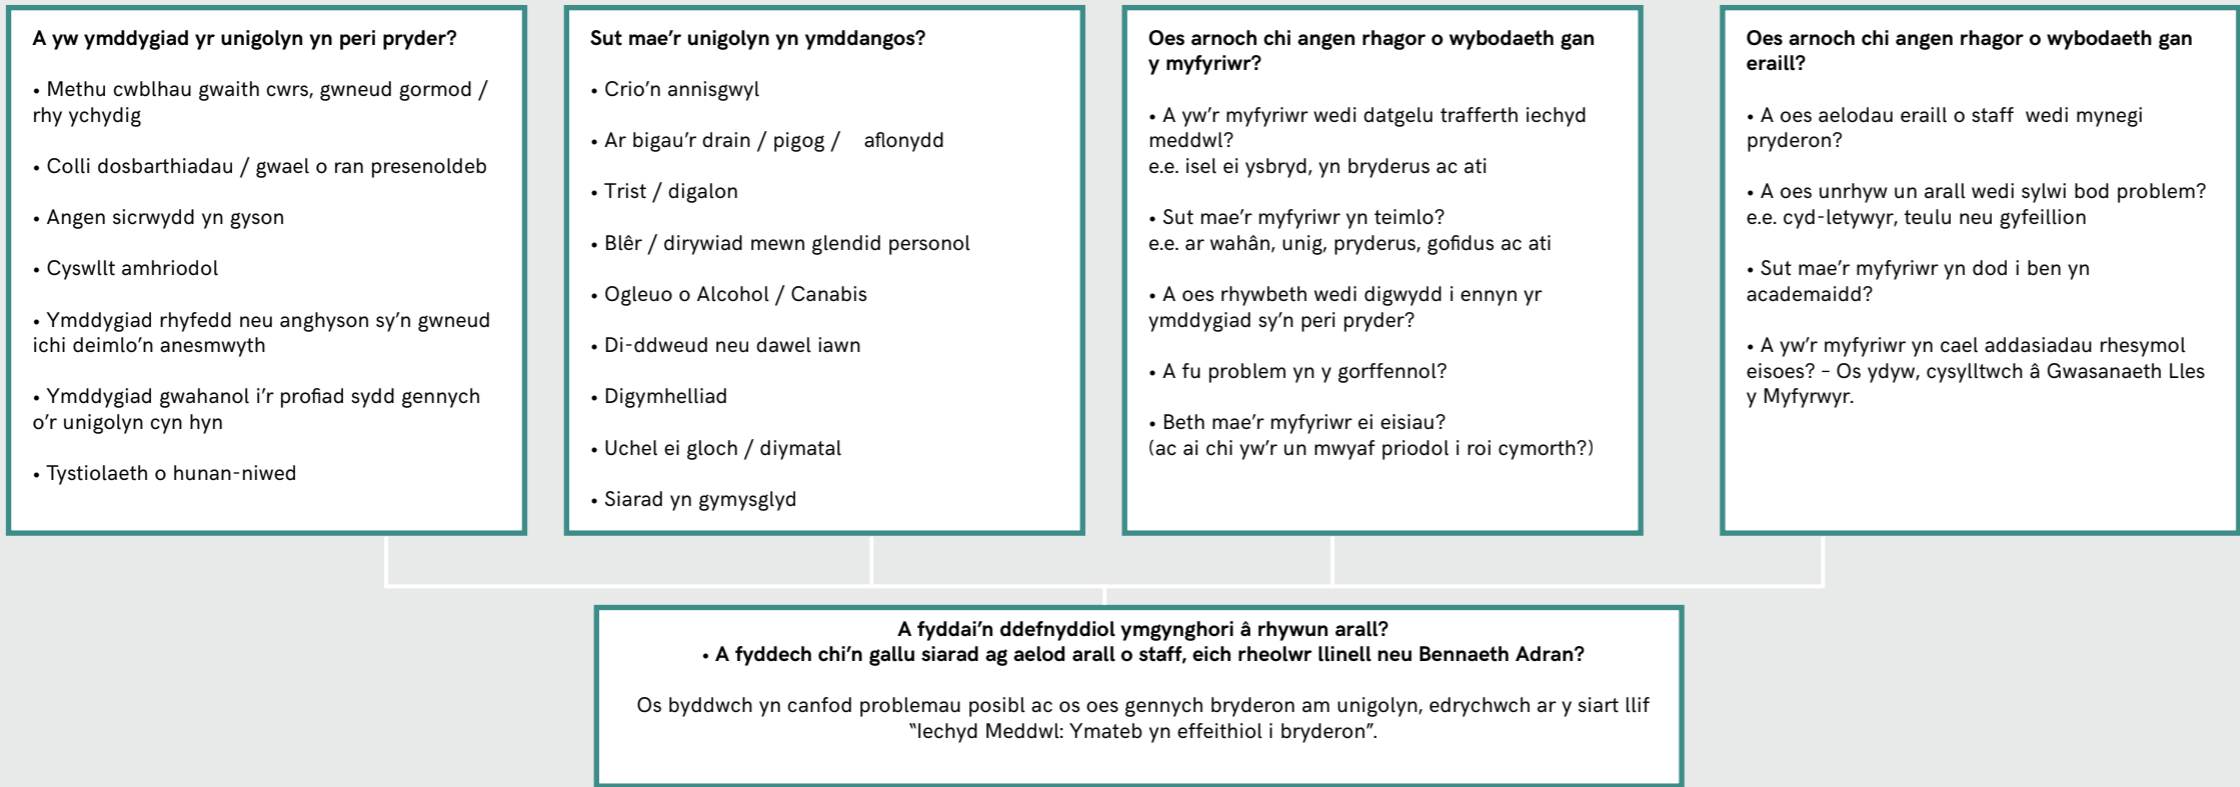 A yw ymddygiad yr unigolyn yn peri pryder?
• Methu cwblhau gwaith cwrs, gwneud gormod /
rhy ychydig
• Colli dosbarthiadau / gwael o ran presenoldeb
• Angen sicrwydd yn gyson
• Cyswllt amhriodol
• Ymddygiad rhyfedd neu anghyson sy’n gwneud
ichi deimlo’n anesmwyth
• Ymddygiad gwahanol i’r profiad sydd gennych
o’r unigolyn cyn hyn
• Tystiolaeth o hunan-niwed
Sut mae’r unigolyn yn ymddangos?
• Crio’n annisgwyl
• Ar bigau’r drain / pigog / aflonydd
• Trist / digalon
• Blêr / dirywiad mewn glendid personol
• Ogleuo o Alcohol / Canabis
• Di-ddweud neu dawel iawn
• Digymhelliad
• Uchel ei gloch / diymatal
• Siarad yn gymysglyd
Oes arnoch chi angen rhagor o wybodaeth gan
y myfyriwr?
• A yw’r myfyriwr wedi datgelu trafferth iechyd
meddwl?
e.e. isel ei ysbryd, yn bryderus ac ati
• Sut mae’r myfyriwr yn teimlo?
e.e. ar wahân, unig, pryderus, gofidus ac ati
• A oes rhywbeth wedi digwydd i ennyn yr
ymddygiad sy’n peri pryder?
• A fu problem yn y gorffennol?
• Beth mae’r myfyriwr ei eisiau?
(ac ai chi yw’r un mwyaf priodol i roi cymorth?)
Oes arnoch chi angen rhagor o wybodaeth gan
eraill?
• A oes aelodau eraill o staff wedi mynegi
pryderon?
• A oes unrhyw un arall wedi sylwi bod problem?
e.e. cyd-letywyr, teulu neu gyfeillion
• Sut mae’r myfyriwr yn dod i ben yn
academaidd?
• A yw’r myfyriwr yn cael addasiadau rhesymol
eisoes? – Os ydyw, cysylltwch â Gwasanaeth Lles
y Myfyrwyr.
A fyddai’n ddefnyddiol ymgynghori â rhywun arall?
• A fyddech chi’n gallu siarad ag aelod arall o staff, eich rheolwr llinell neu Bennaeth Adran?
Os byddwch yn canfod problemau posibl ac os oes gennych bryderon am unigolyn, edrychwch ar y siart llif
“Iechyd Meddwl: Ymateb yn effeithiol i bryderon”.